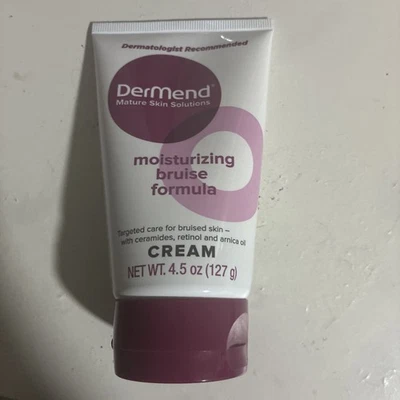 Dermatologist Recommended
DerMend®
Mature Skin Solutions
moisturizing
bruise
formula
Targeted care for bruised skin –
with ceramides, retinol and arnica oil
CREAM
NET WT. 4.5 oz (127 g)